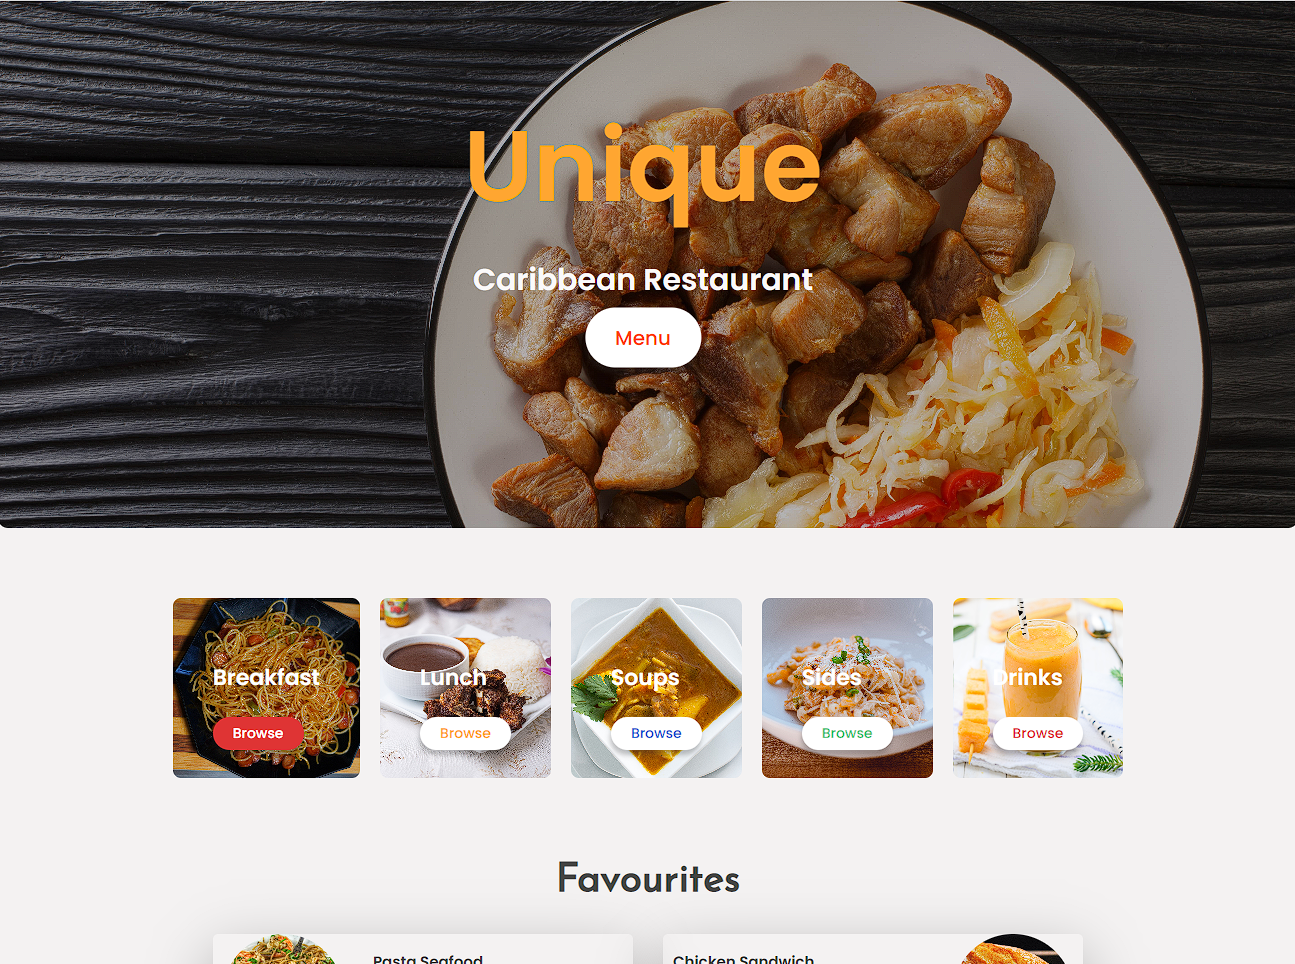 Unique
Caribbean Restaurant
Menu
Breakfast
Browse
Lunch
Browse
Soups
Browse
Sides
Browse
Drinks
Browse
Favourites
Pasta Seafood
Chicken Sandwich